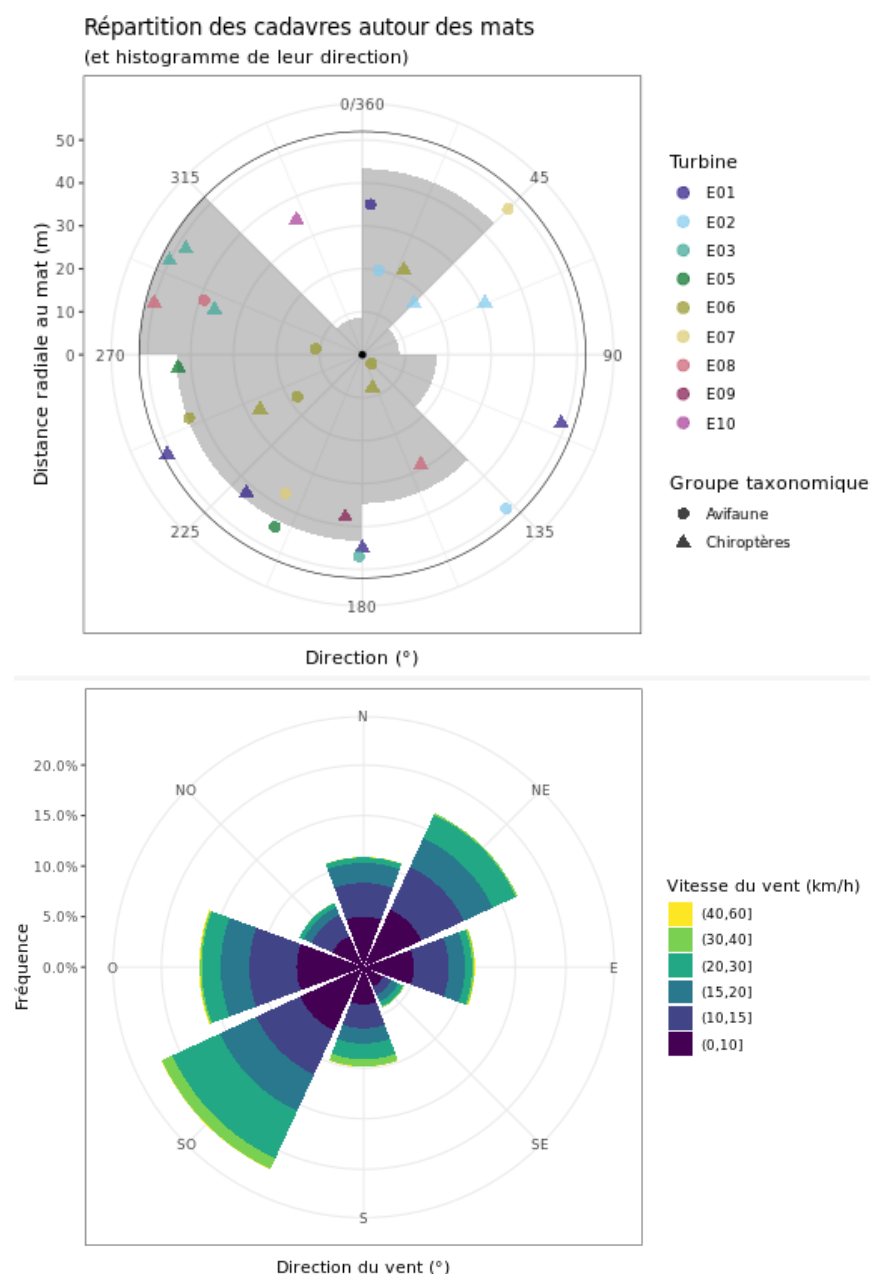 Répartition des cadavres autour des mats
(et histogramme de leur direction)
0/360
50
315
45
40
30
20
10
0
270
90
225
135
180
Distance radiale au mat (m)
Direction (°)
Turbine
E01
E02
E03
E05
E06
E07
E08
E09
E10
Groupe taxonomique
Avifaune
Chiroptères
N
20.0%
NO
NE
15.0%
10.0%
5.0%
0.0%
O
E
SO
SE
S
Fréquence
Direction du vent (°)
Vitesse du vent (km/h)
(40,60]
(30,40]
(20,30]
(15,20]
(10,15]
(0,10]